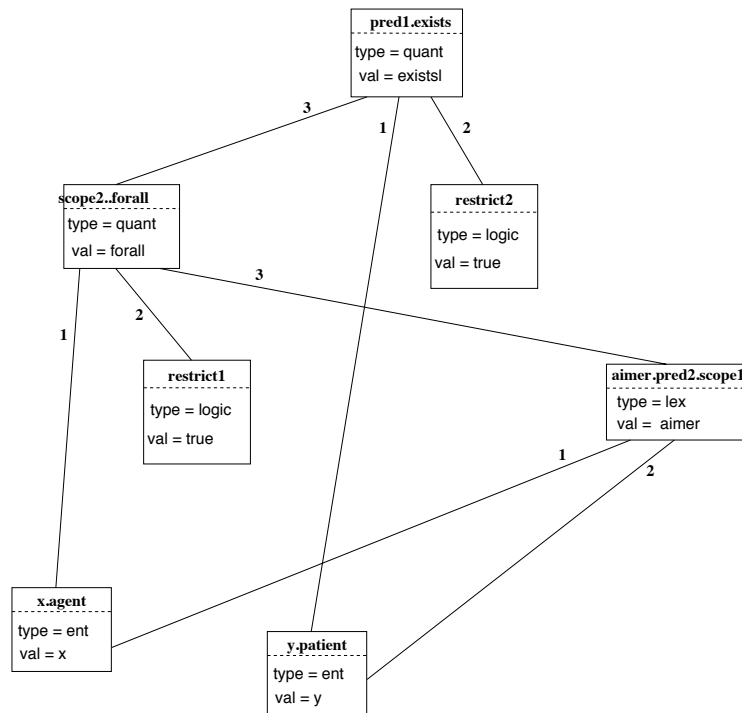 pred1.exists
type = quant
val = existsl
3
1
2
scope2..forall
type = quant
val = forall
restrict2
type = logic
val = true
3
1
2
restrict1
type = logic
val = true
aimer.pred2.scope1
type = lex
val = aimer
1
2
x.agent
type = ent
val = x
y.patient
type = ent
val = y